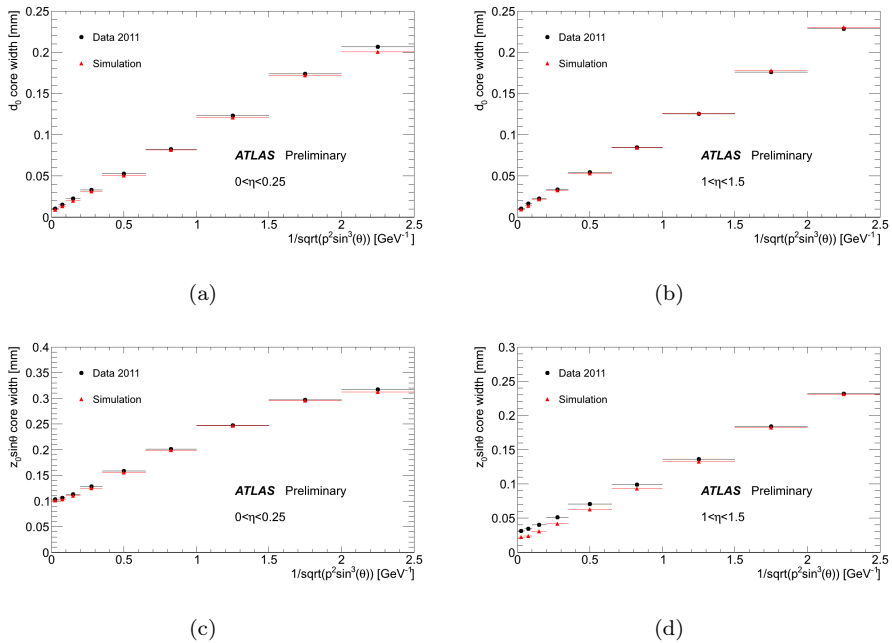 d₀ core width [mm]
0.25
0.2
0.15
0.1
0.05
0
Data 2011
Simulation
ATLAS Preliminary
0<η<0.25
0 0.5 1 1.5 2 2.5
1/sqrt(p²sin³(θ)) [GeV⁻¹]
(a)
d₀ core width [mm]
0.2
0.15
0.1
0.05
0
Data 2011
Simulation
ATLAS Preliminary
1<η<1.5
0 0.5 1 1.5 2 2.5
1/sqrt(p²sin³(θ)) [GeV⁻¹]
(b)
z₀sinθ core width [mm]
0.4
0.35
0.3
0.25
0.2
0.15
0.1
0.05
0
Data 2011
Simulation
ATLAS Preliminary
0<η<0.25
0 0.5 1 1.5 2 2.5
1/sqrt(p²sin³(θ)) [GeV⁻¹]
(c)
z₀sinθ core width [mm]
0.3
0.25
0.2
0.15
0.1
0.05
0
Data 2011
Simulation
ATLAS Preliminary
1<η<1.5
0 0.5 1 1.5 2 2.5
1/sqrt(p²sin³(θ)) [GeV⁻¹]
(d)